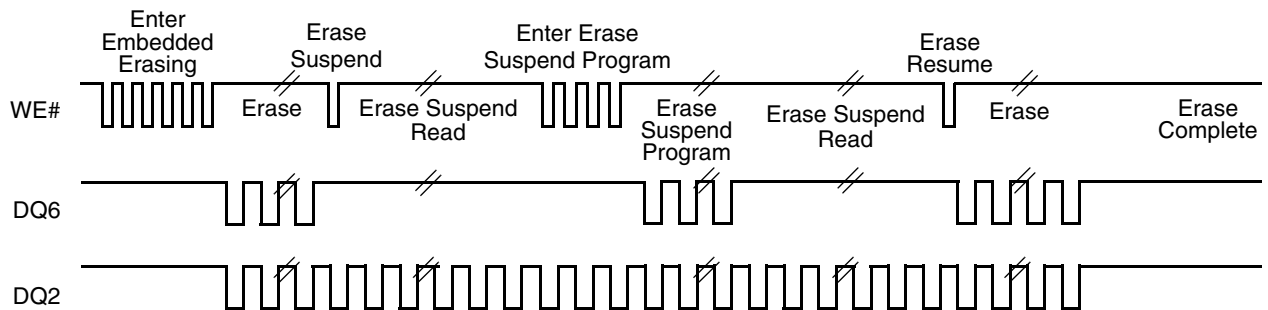 Enter
Embedded
Erasing
Erase
Suspend
Enter Erase
Suspend Program
Erase
Resume
WE#
Erase
Erase Suspend
Read
Erase
Suspend
Program
Erase Suspend
Read
Erase
Erase
Complete
DQ6
DQ2